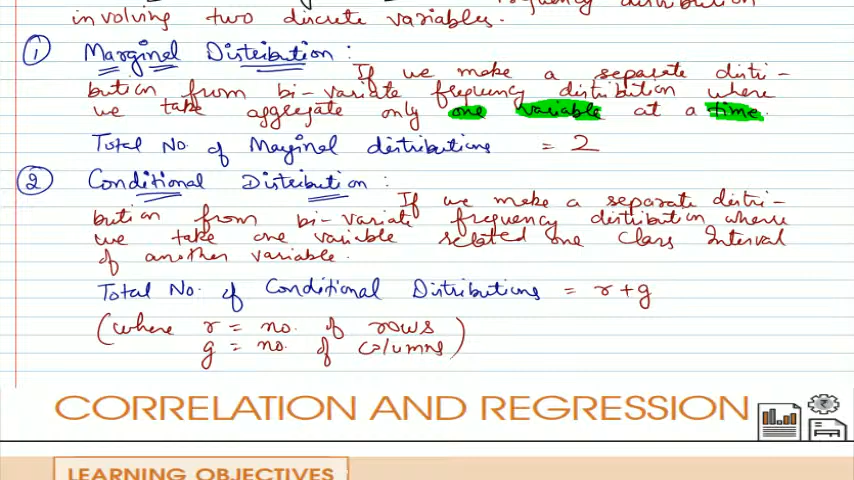 involving two discrete variables.
① Marginal Distribution :
If we make a separate distri-
bution from bi-variate frequency distribution where
we take aggregate only one variable at a time.
Total No. of Marginal distributions = 2
② Conditional Distribution :
If we make a separate distri-
bution from bi-variate frequency distribution where
we take one variable related one Class Interval
of another variable.
Total No. of Conditional Distributions = r + g
(where r = no. of rows
g = no. of columns)
CORRELATION AND REGRESSION
LEARNING OBJECTIVES